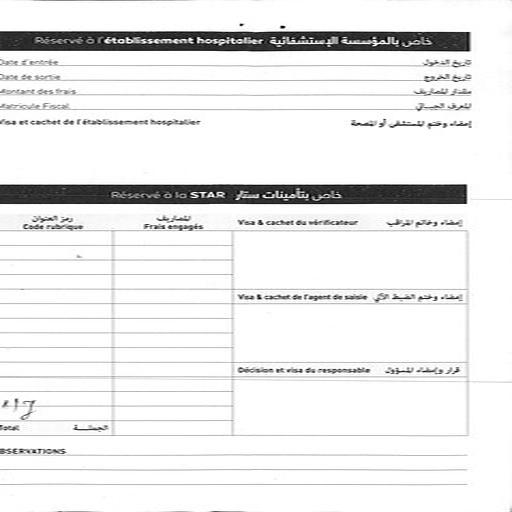 Réservé à l'établissement hospitalier خاص بالمؤسسة الإستشفائية
Date d'entrée تاريخ الدخول
Date de sortie تاريخ الخروج
Montant des frais مقدار المصاريف
Matricule Fiscal المعرف الجبائي
Visa et cachet de l'établissement hospitalier إمضاء وختم المستشفى أو المصحة
Réservé à la STAR خاص بتأمينات ستار
رمز العنوان المصاريف
Code rubrique Frais engagés Visa & cachet du vérificateur إمضاء وخاتم المراقب
Visa & cachet de l'agent de saisie إمضاء وختم الضبط الآلي
Décision et visa du responsable قرار وإمضاء المسؤول
Total الجملة
BSERVATIONS